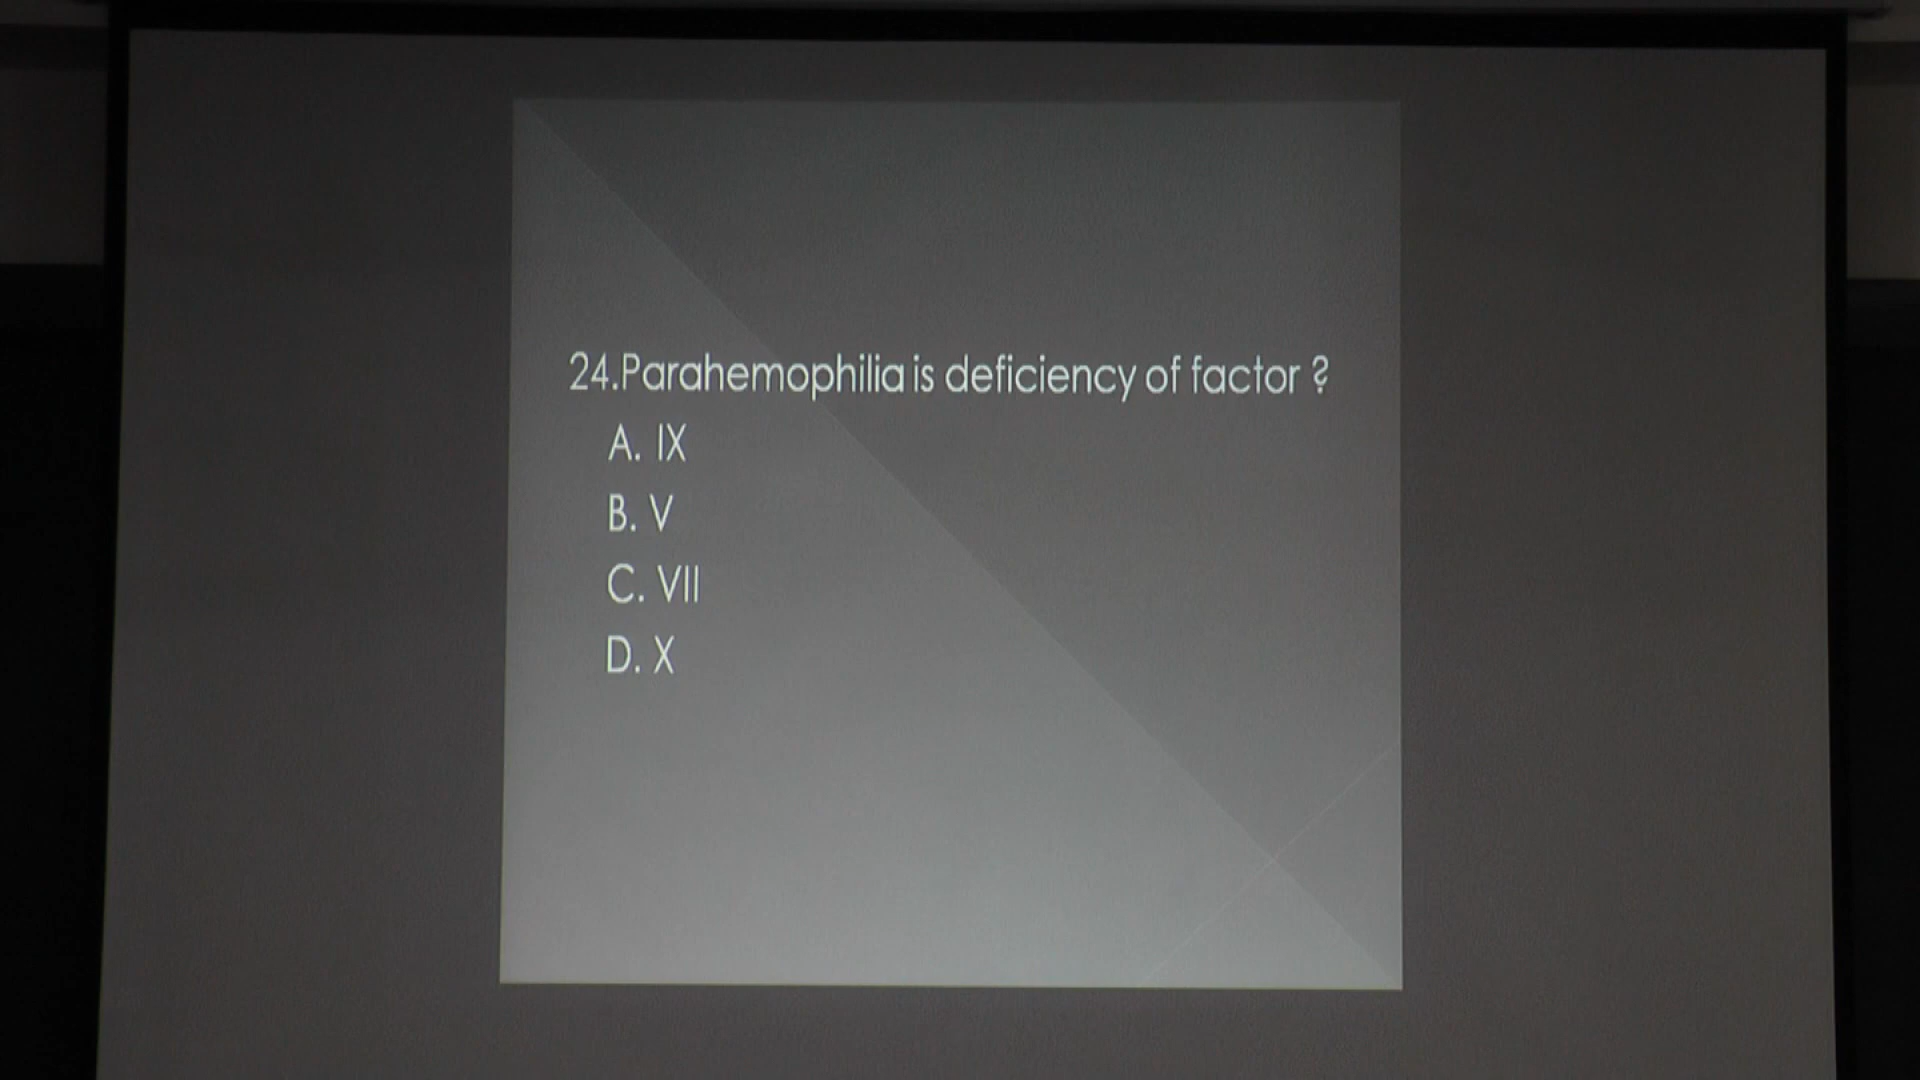 24.Parahemophilia is deficiency of factor ?
A. IX
B. V
C. VII
D. X